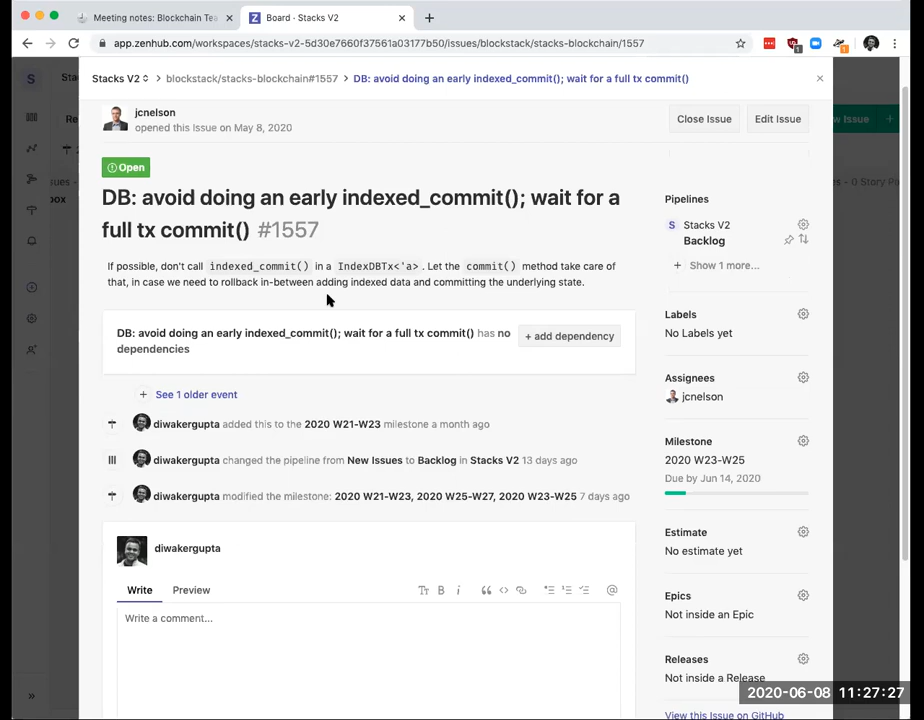 Meeting notes: Blockchain Tea
Board - Stacks V2
app.zenhub.com/workspaces/stacks-v2-5d30e7660f37561a03177b50/issues/blockstack/stacks-blockchain/1557
Stacks V2 blockstack/stacks-blockchain#1557 DB: avoid doing an early indexed_commit(); wait for a full tx commit()
jcnelson
opened this Issue on May 8, 2020
Close Issue
Edit Issue
Open
DB: avoid doing an early indexed_commit(); wait for a
full tx commit() #1557
If possible, don't call indexed_commit() in a IndexDBTx<'a>. Let the commit() method take care of
that, in case we need to rollback in-between adding indexed data and committing the underlying state.
DB: avoid doing an early indexed_commit(); wait for a full tx commit() has no
dependencies
+ add dependency
+ See 1 older event
diwakergupta added this to the 2020 W21-W23 milestone a month ago
diwakergupta changed the pipeline from New Issues to Backlog in Stacks V2 13 days ago
diwakergupta modified the milestone: 2020 W21-W23, 2020 W25-W27, 2020 W23-W25 7 days ago
diwakergupta
Write
Preview
Write a comment...
Pipelines
S Stacks V2
Backlog
+ Show 1 more...
Labels
No Labels yet
Assignees
jcnelson
Milestone
2020 W23-W25
Due by Jun 14, 2020
Estimate
No estimate yet
Epics
Not inside an Epic
Releases
Not inside a Release
View this Issue on GitHub
2020-06-08 11:27:27